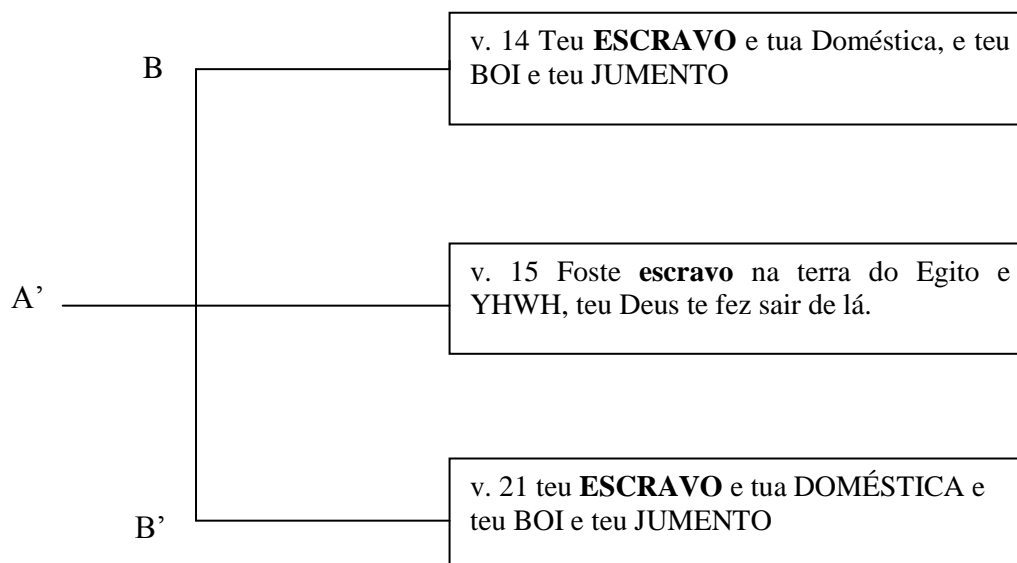 B
v. 14 Teu ESCRAVO e tua Doméstica, e teu
BOI e teu JUMENTO
A’
v. 15 Foste escravo na terra do Egito e
YHWH, teu Deus te fez sair de lá.
B’
v. 21 teu ESCRAVO e tua DOMÉSTICA e
teu BOI e teu JUMENTO